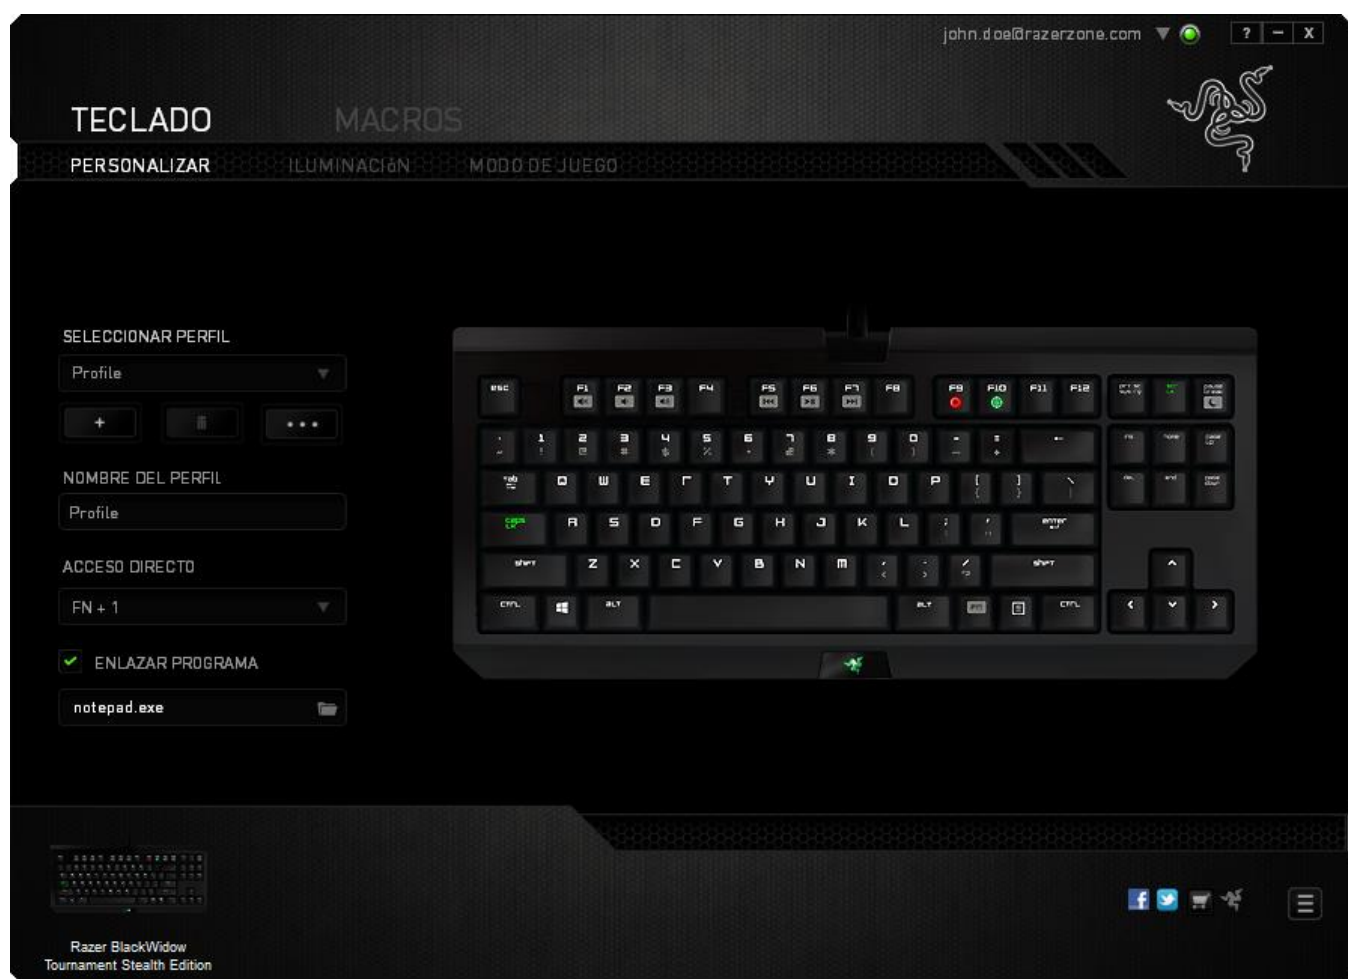 john.doe@razerzone.com ? – X
TECLADO MACROS
PERSONALIZAR ILUMINACIóN MODO DE JUEGO
SELECCIONAR PERFIL
Profile
+ •••
NOMBRE DEL PERFIL
Profile
ACCESO DIRECTO
FN + 1
ENLAZAR PROGRAMA
notepad.exe
esc F1 F2 F3 F4 F5 F6 F7 F8 F9 F10 F11 F12
1 2 3 4 5 6 7 8 9 0 - =
tab Q W E r T Y U I O P [ ] \
caps A S D F G H J K L ; ' enter
shift Z X C V B N M , . / shift
CTRL ALT ALT FN CTRL
end
Razer BlackWidow
Tournament Stealth Edition